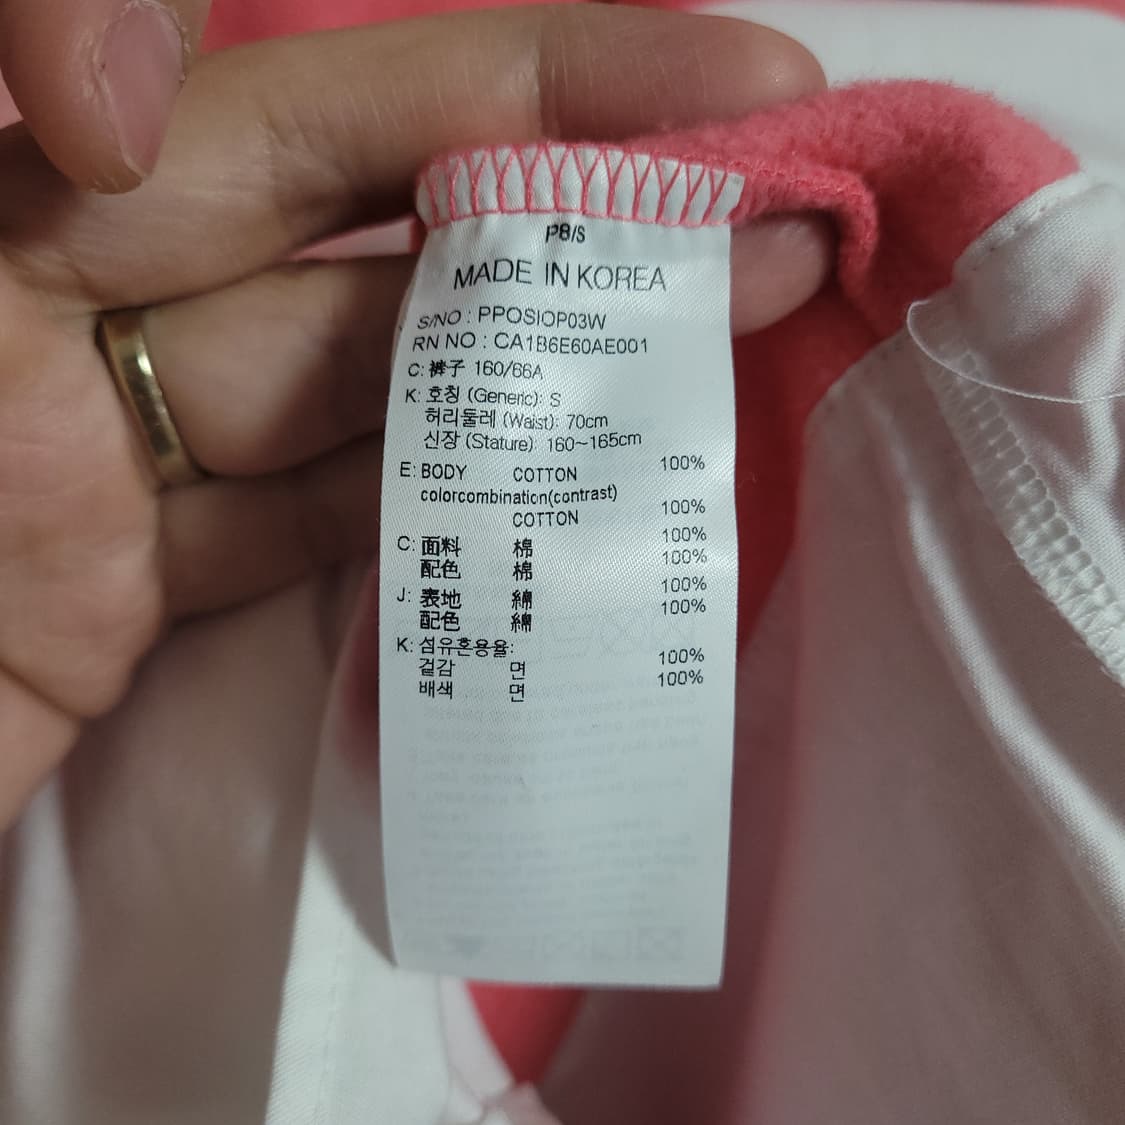 P8/S
MADE IN KOREA
S/NO : PPOSIOP03W
RN NO : CA1B6E60AE001
C: 裤子 160/66A
K: 호칭 (Generic): S
허리둘레 (Waist): 70cm
신장 (Stature): 160~165cm
E: BODY COTTON 100%
colorcombination(contrast)
COTTON 100%
C: 面料 棉 100%
配色 棉 100%
J: 表地 綿 100%
配色 綿 100%
K: 섬유혼용율:
겉감 면 100%
배색 면 100%